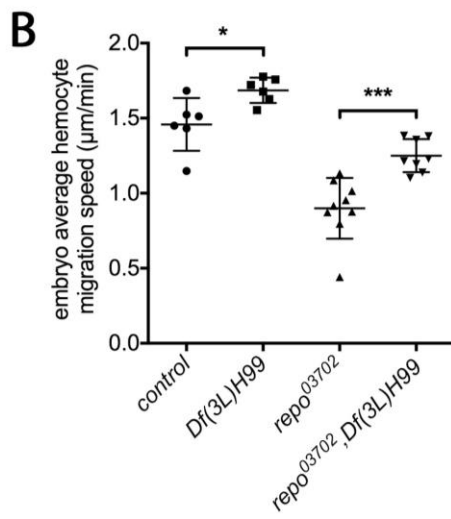 B
embryo average hemocyte
migration speed (μm/min)
2.0
1.5
1.0
0.5
0.0
*
***
control
Df(3L)H99
repo03702
repo03702,Df(3L)H99